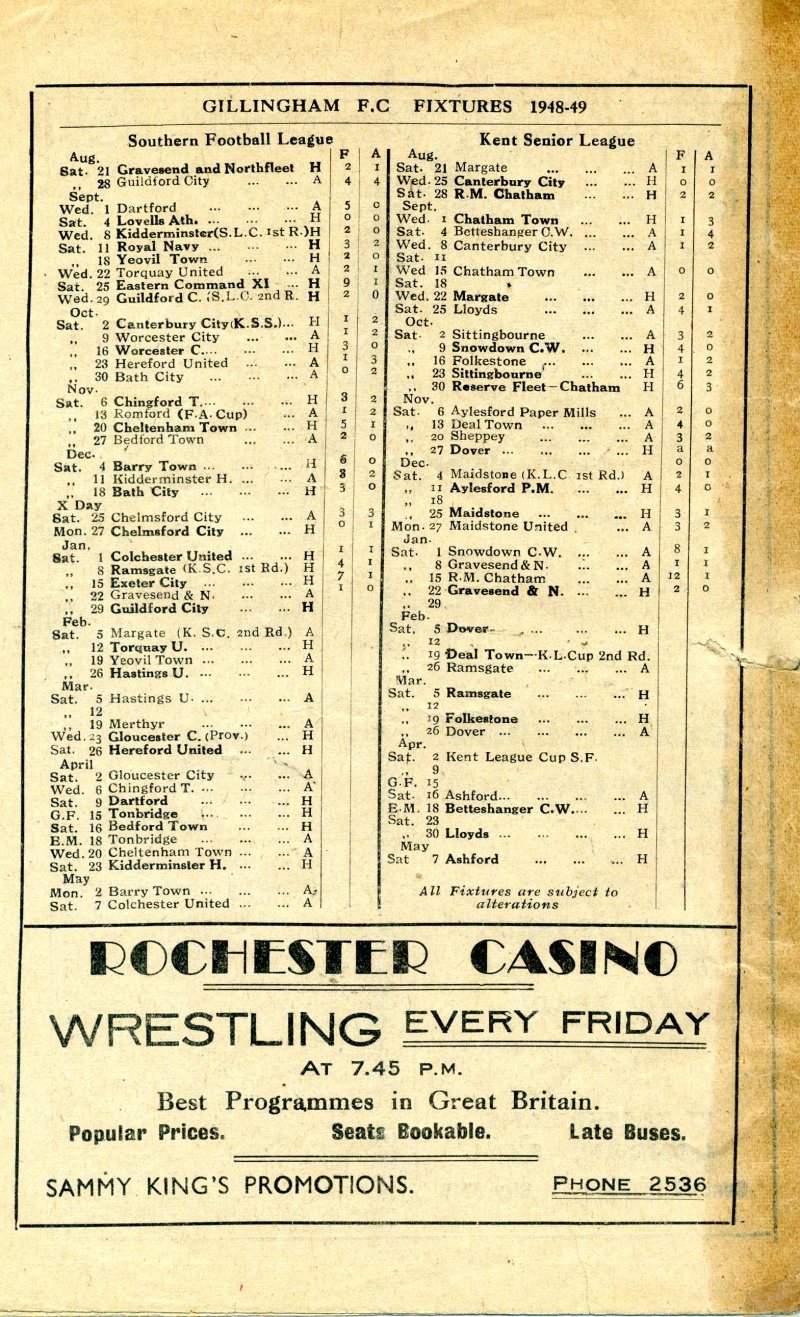 GILLINGHAM F.C FIXTURES 1948-49
Southern Football League
F A
Aug.
Sat. 21 Gravesend and Northfleet H 2 1
,, 28 Guildford City ... ... A 4 4
Sept.
Wed. 1 Dartford ... ... ... A 5 0
Sat. 4 Lovells Ath. ... ... ... H 0 0
Wed. 8 Kidderminster(S.L.C. 1st R.)H 2 0
Sat. 11 Royal Navy ... ... ... H 3 2
,, 18 Yeovil Town ... ... H 2 0
Wed. 22 Torquay United ... ... A 2 1
Sat. 25 Eastern Command XI ... H 9 1
Wed. 29 Guildford C. (S.L.C. 2nd R. H 2 0
Oct.
Sat. 2 Canterbury City(K.S.S.)... H 1 2
,, 9 Worcester City ... A 1 2
,, 16 Worcester C.... ... ... H 3 0
,, 23 Hereford United ... ... A 1 3
,, 30 Bath City ... ... ... A 0 2
Nov.
Sat. 6 Chingford T.... ... ... H 3 2
,, 13 Romford (F.A. Cup) ... A 1 2
,, 20 Cheltenham Town ... ... H 5 1
,, 27 Bedford Town ... ... A 2 0
Dec.
Sat. 4 Barry Town ... ... ... H 6 0
,, 11 Kidderminster H. ... ... A 3 2
,, 18 Bath City ... ... ... H 3 0
X Day
Sat. 25 Chelmsford City ... ... A 3 3
Mon. 27 Chelmsford City ... ... H 0 1
Jan.
Sat. 1 Colchester United ... ... H 1 1
,, 8 Ramsgate (K.S.C. 1st Rd.) H 4 1
,, 15 Exeter City ... ... ... H 7 1
,, 22 Gravesend & N. ... ... A 1 0
,, 29 Guildford City ... ... H
Feb.
Sat. 5 Margate (K. S.C. 2nd Rd.) A
,, 12 Torquay U. ... ... ... H
,, 19 Yeovil Town ... ... ... A
,, 26 Hastings U. ... ... ... H
Mar.
Sat. 5 Hastings U. ... ... ... A
,, 12
,, 19 Merthyr ... ... ... A
Wed. 23 Gloucester C. (Prov.) ... H
Sat. 26 Hereford United ... ... H
April
Sat. 2 Gloucester City ... ... A
Wed. 6 Chingford T. ... ... ... A
Sat. 9 Dartford ... ... ... H
G.F. 15 Tonbridge ... ... ... H
Sat. 16 Bedford Town ... ... H
E.M. 18 Tonbridge ... ... ... A
Wed. 20 Cheltenham Town ... ... A
Sat. 23 Kidderminster H. ... ... H
May
Mon. 2 Barry Town ... ... ... A.
Sat. 7 Colchester United ... ... A
Kent Senior League
F A
Aug.
Sat. 21 Margate ... ... ... A 1 1
Wed. 25 Canterbury City ... ... H 0 0
Sat. 28 R.M. Chatham ... ... H 2 2
Sept.
Wed. 1 Chatham Town ... ... H 1 3
Sat. 4 Betteshanger C.W. ... ... A 1 4
Wed. 8 Canterbury City ... ... A 1 2
Sat. 11
Wed 15 Chatham Town ... ... A 0 0
Sat. 18
Wed. 22 Margate ... ... ... H 2 0
Sat. 25 Lloyds ... ... ... A 4 1
Oct.
Sat. 2 Sittingbourne ... ... A 3 2
,, 9 Snowdown C.W. ... ... H 4 0
,, 16 Folkestone ... ... ... A 1 2
,, 23 Sittingbourne ... ... H 4 2
,, 30 Reserve Fleet—Chatham H 6 3
Nov.
Sat. 6 Aylesford Paper Mills ... A 2 0
,, 13 Deal Town ... ... ... A 4 0
,, 20 Sheppey ... ... ... A 3 2
,, 27 Dover ... ... ... ... H a a
Dec. 0 0
Sat. 4 Maidstone (K.L.C 1st Rd.) A 2 1
,, 11 Aylesford P.M. ... ... H 4 0
,, 18
,, 25 Maidstone ... ... ... H 3 1
Mon. 27 Maidstone United ... A 3 2
Jan.
Sat. 1 Snowdown C.W. ... ... A 8 1
,, 8 Gravesend & N. ... ... A 1 1
,, 15 R.M. Chatham ... ... A 12 1
,, 22 Gravesend & N. ... ... H 2 0
,, 29
Feb.
Sat. 5 Dover ... ... ... H
,, 12
,, 19 Deal Town—K.L.Cup 2nd Rd.
,, 26 Ramsgate ... ... ... A
Mar.
Sat. 5 Ramsgate ... ... ... H
,, 12
,, 19 Folkestone ... ... ... H
,, 26 Dover ... ... ... ... A
Apr.
Sat. 2 Kent League Cup S.F.
,, 9
G.F. 15
Sat. 16 Ashford... ... ... ... A
E.M. 18 Betteshanger C.W.... ... H
Sat. 23
,, 30 Lloyds ... ... ... ... H
May
Sat 7 Ashford ... ... ... H
All Fixtures are subject to
alterations
ROCHESTER CASINO
WRESTLING EVERY FRIDAY
AT 7.45 P.M.
Best Programmes in Great Britain.
Popular Prices. Seats Bookable. Late Buses.
SAMMY KING'S PROMOTIONS. PHONE 2536